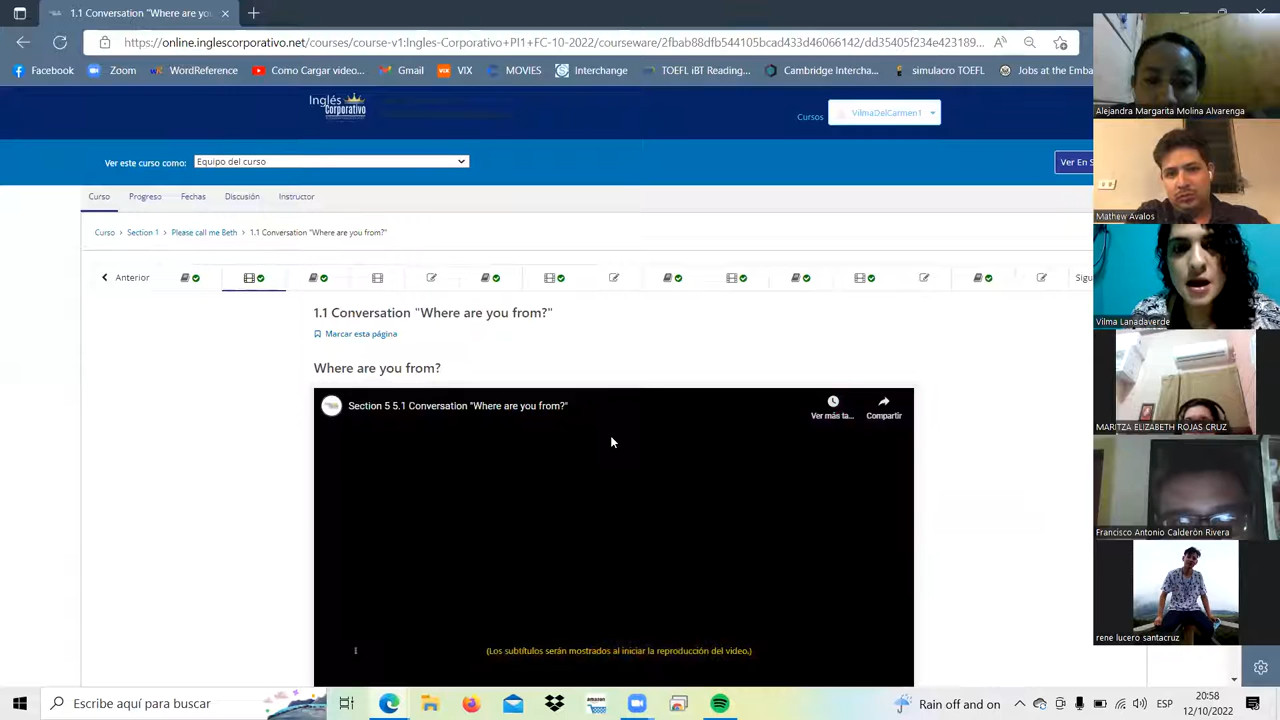 1.1 Conversation "Where are you
https://online.inglescorporativo.net/courses/course-v1:Ingles-Corporativo+PI1+FC-10-2022/courseware/2fbab88dfb544105bcad433d46066142/dd35405f234e423189...
Facebook Zoom WordReference Como Cargar video... Gmail VIX MOVIES Interchange TOEFL iBT Reading... Cambridge Intercha... simulacro TOEFL Jobs at the Emba
Inglés
Corporativo
Cursos VilmaDelCarmen1
Ver este curso como: Equipo del curso Ver En S
Curso Progreso Fechas Discusión Instructor
Curso > Section 1 > Please call me Beth > 1.1 Conversation "Where are you from?"
Anterior Sigu
1.1 Conversation "Where are you from?"
Marcar esta página
Where are you from?
Section 5 5.1 Conversation "Where are you from?"
Ver más ta... Compartir
(Los subtítulos serán mostrados al iniciar la reproducción del video.)
Alejandra Margarita Molina Alvarenga
Mathew Avalos
Vilma Lanadaverde
MARITZA ELIZABETH ROJAS CRUZ
Francisco Antonio Calderón Rivera
rene lucero santacruz
Escribe aquí para buscar
amazon
Rain off and on ESP 20:58
12/10/2022